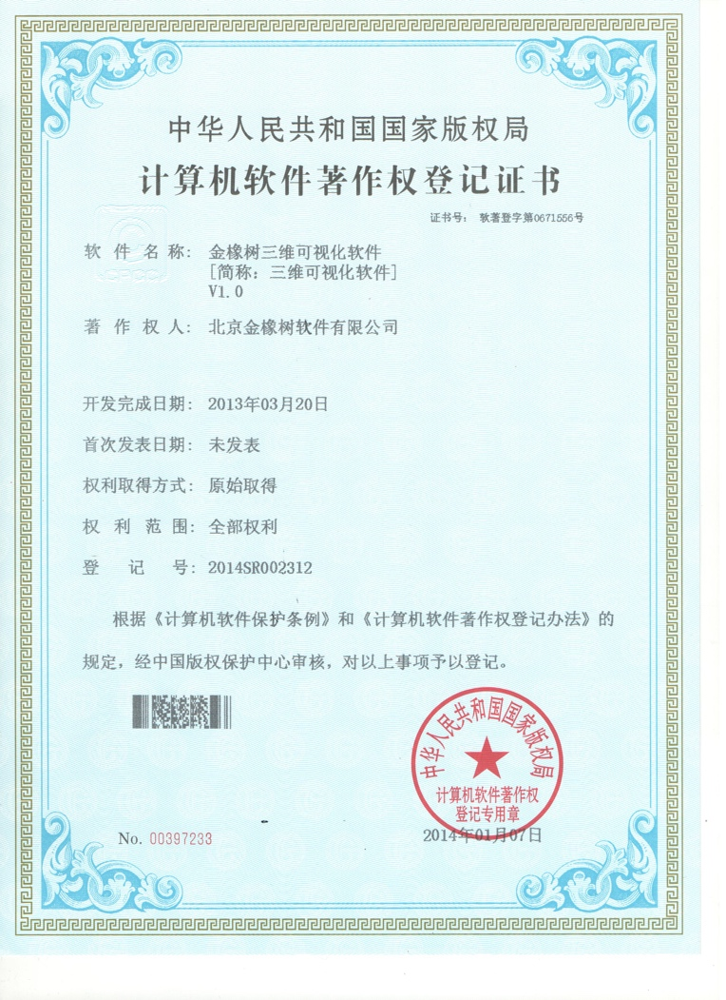 中华人民共和国国家版权局
计算机软件著作权登记证书
证书号： 软著登字第0671556号
CPCC
软件名称： 金橡树三维可视化软件
[简称：三维可视化软件]
V1.0
著作权人： 北京金橡树软件有限公司
开发完成日期： 2013年03月20日
首次发表日期： 未发表
权利取得方式： 原始取得
权利范围： 全部权利
登记号： 2014SR002312
根据《计算机软件保护条例》和《计算机软件著作权登记办法》的
规定，经中国版权保护中心审核，对以上事项予以登记。
中华人民共和国国家版权局
计算机软件著作权
登记专用章
No. 00397233
2014年01月07日